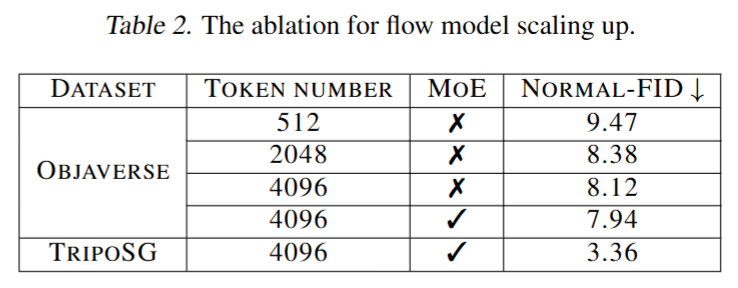 Table 2. The ablation for flow model scaling up.
DATASET TOKEN NUMBER MOE NORMAL-FID ↓
OBJAVERSE 512 ✗ 9.47
2048 ✗ 8.38
4096 ✗ 8.12
4096 ✓ 7.94
TRIPOSG 4096 ✓ 3.36